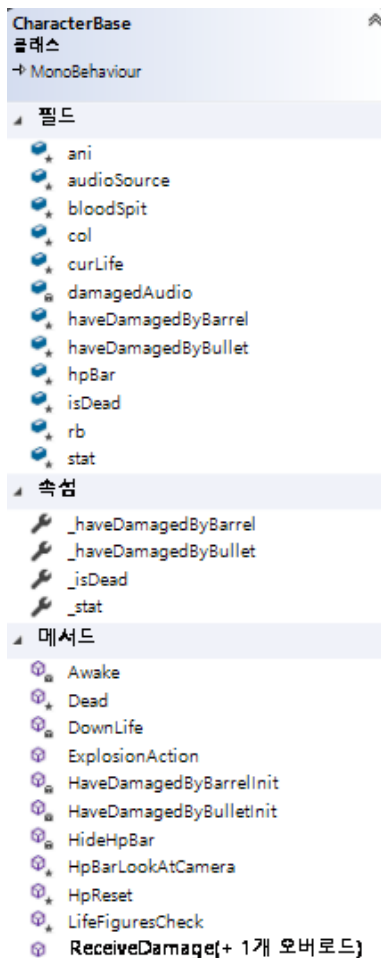 CharacterBase
클래스
MonoBehaviour
필드
ani
audioSource
bloodSpit
col
curLife
damagedAudio
haveDamagedByBarrel
haveDamagedByBullet
hpBar
isDead
rb
stat
속성
_haveDamagedByBarrel
_haveDamagedByBullet
_isDead
_stat
메서드
Awake
Dead
DownLife
ExplosionAction
HaveDamagedByBarrelInit
HaveDamagedByBulletInit
HideHpBar
HpBarLookAtCamera
HpReset
LifeFiguresCheck
ReceiveDamage(+ 1개 오버로드)